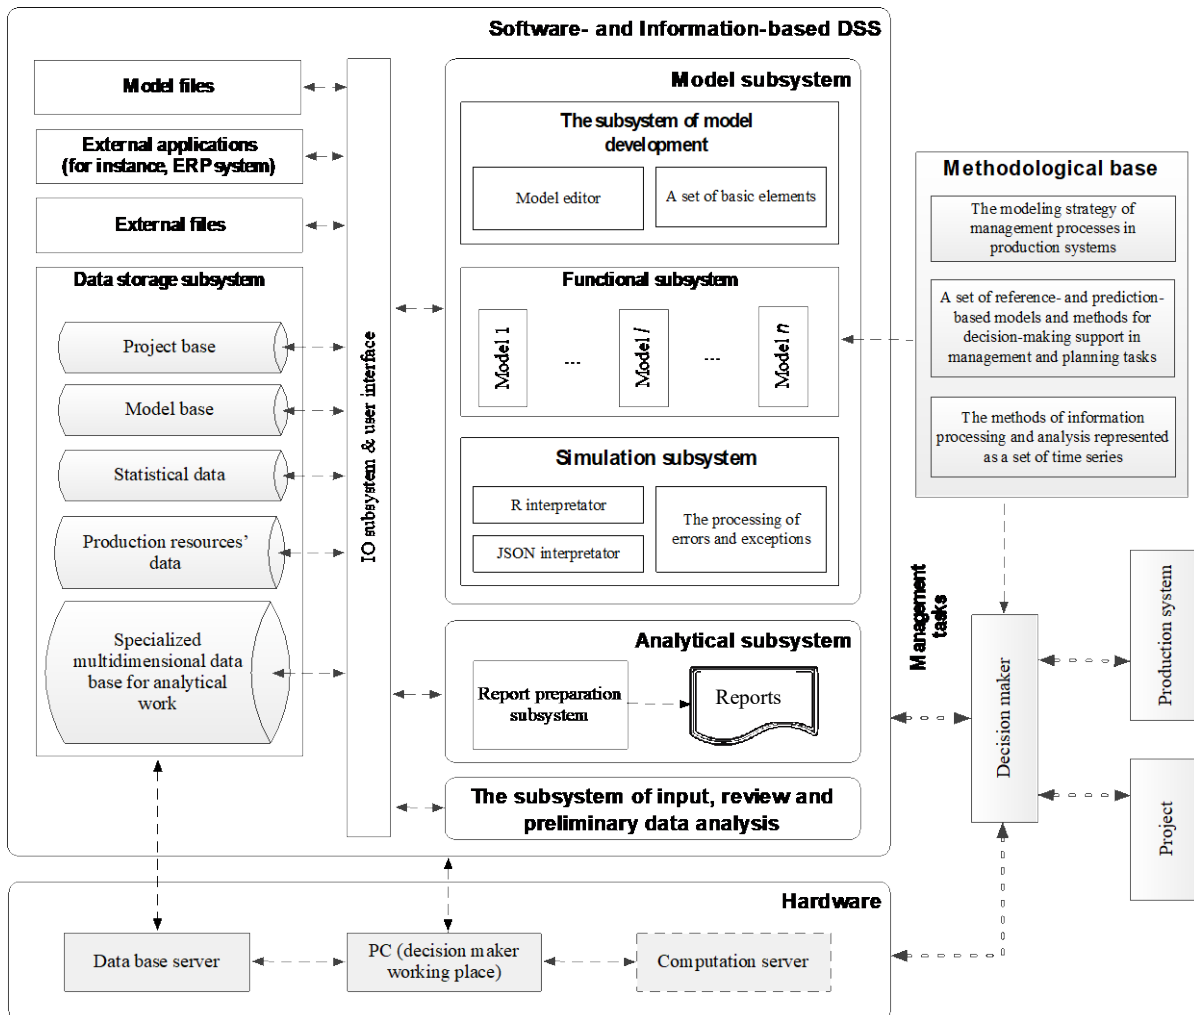 Software- and Information-based DSS
Model files
External applications
(for instance, ERP system)
External files
Data storage subsystem
Project base
Model base
Statistical data
Production resources’
data
Specialized
multidimensional data
base for analytical
work
IO subsystem & user interface
Model subsystem
The subsystem of model
development
Model editor
A set of basic elements
Functional subsystem
Model 1
...
Model l
...
Model n
Simulation subsystem
R interpretator
JSON interpretator
The processing of
errors and exceptions
Analytical subsystem
Report preparation
subsystem
Reports
The subsystem of input, review and
preliminary data analysis
Methodological base
The modeling strategy of
management processes in
production systems
A set of reference- and prediction-
based models and methods for
decision-making support in
management and planning tasks
The methods of information
processing and analysis represented
as a set of time series
Management
tasks
Decision maker
Production system
Project
Hardware
Data base server
PC (decision maker
working place)
Computation server